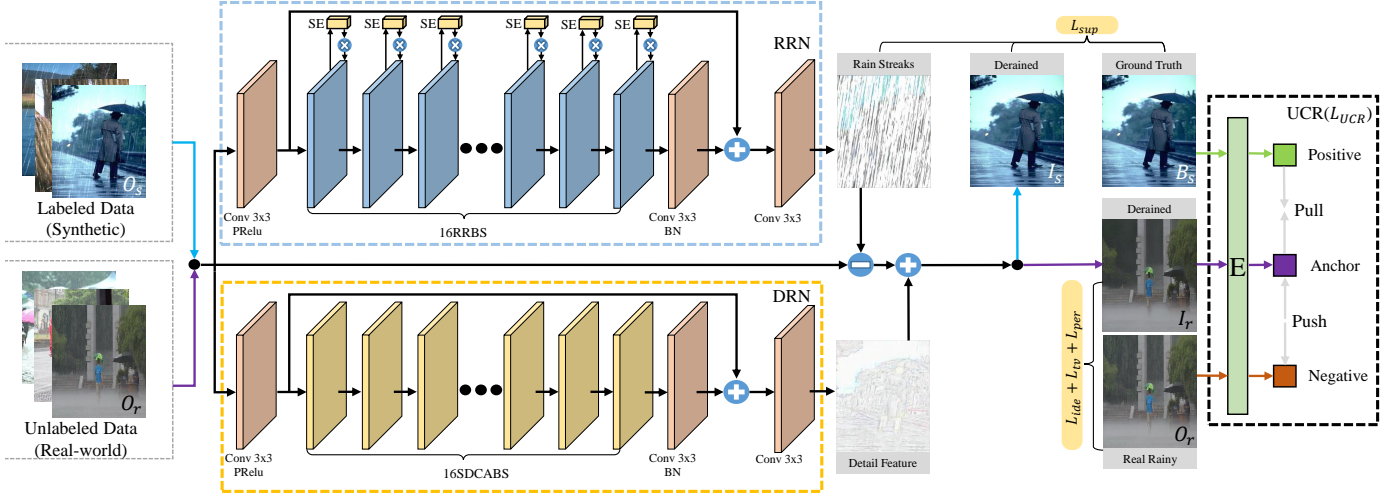 O_s
Labeled Data
(Synthetic)
O_r
Unlabeled Data
(Real-world)
SE
SE
SE
SE
SE
SE
RRN
Conv 3x3
PRelu
16RRBS
Conv 3x3
BN
Conv 3x3
DRN
Conv 3x3
PRelu
16SDCABS
Conv 3x3
BN
Conv 3x3
Rain Streaks
Detail Feature
L_sup
Derained
I_s
Ground Truth
B_s
Derained
I_r
L_ide + L_tv + L_per
O_r
Real Rainy
UCR(L_UCR)
E
Positive
Pull
Anchor
Push
Negative